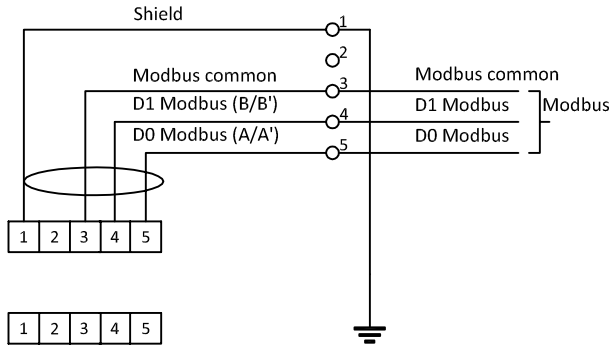 Shield
1
2
Modbus common
3
Modbus common
D1 Modbus (B/B')
4
D1 Modbus
Modbus
D0 Modbus (A/A')
5
D0 Modbus
1 2 3 4 5
1 2 3 4 5